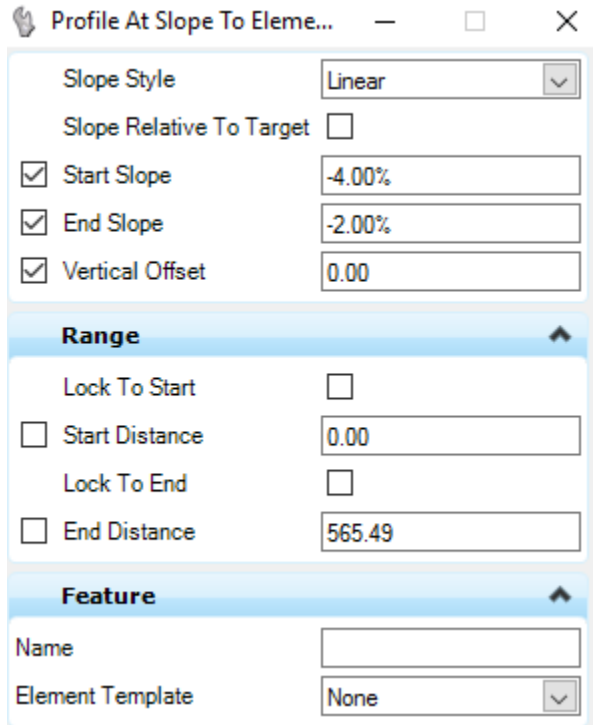 Profile At Slope To Eleme...
Slope Style Linear
Slope Relative To Target
Start Slope -4.00%
End Slope -2.00%
Vertical Offset 0.00
Range
Lock To Start
Start Distance 0.00
Lock To End
End Distance 565.49
Feature
Name
Element Template None